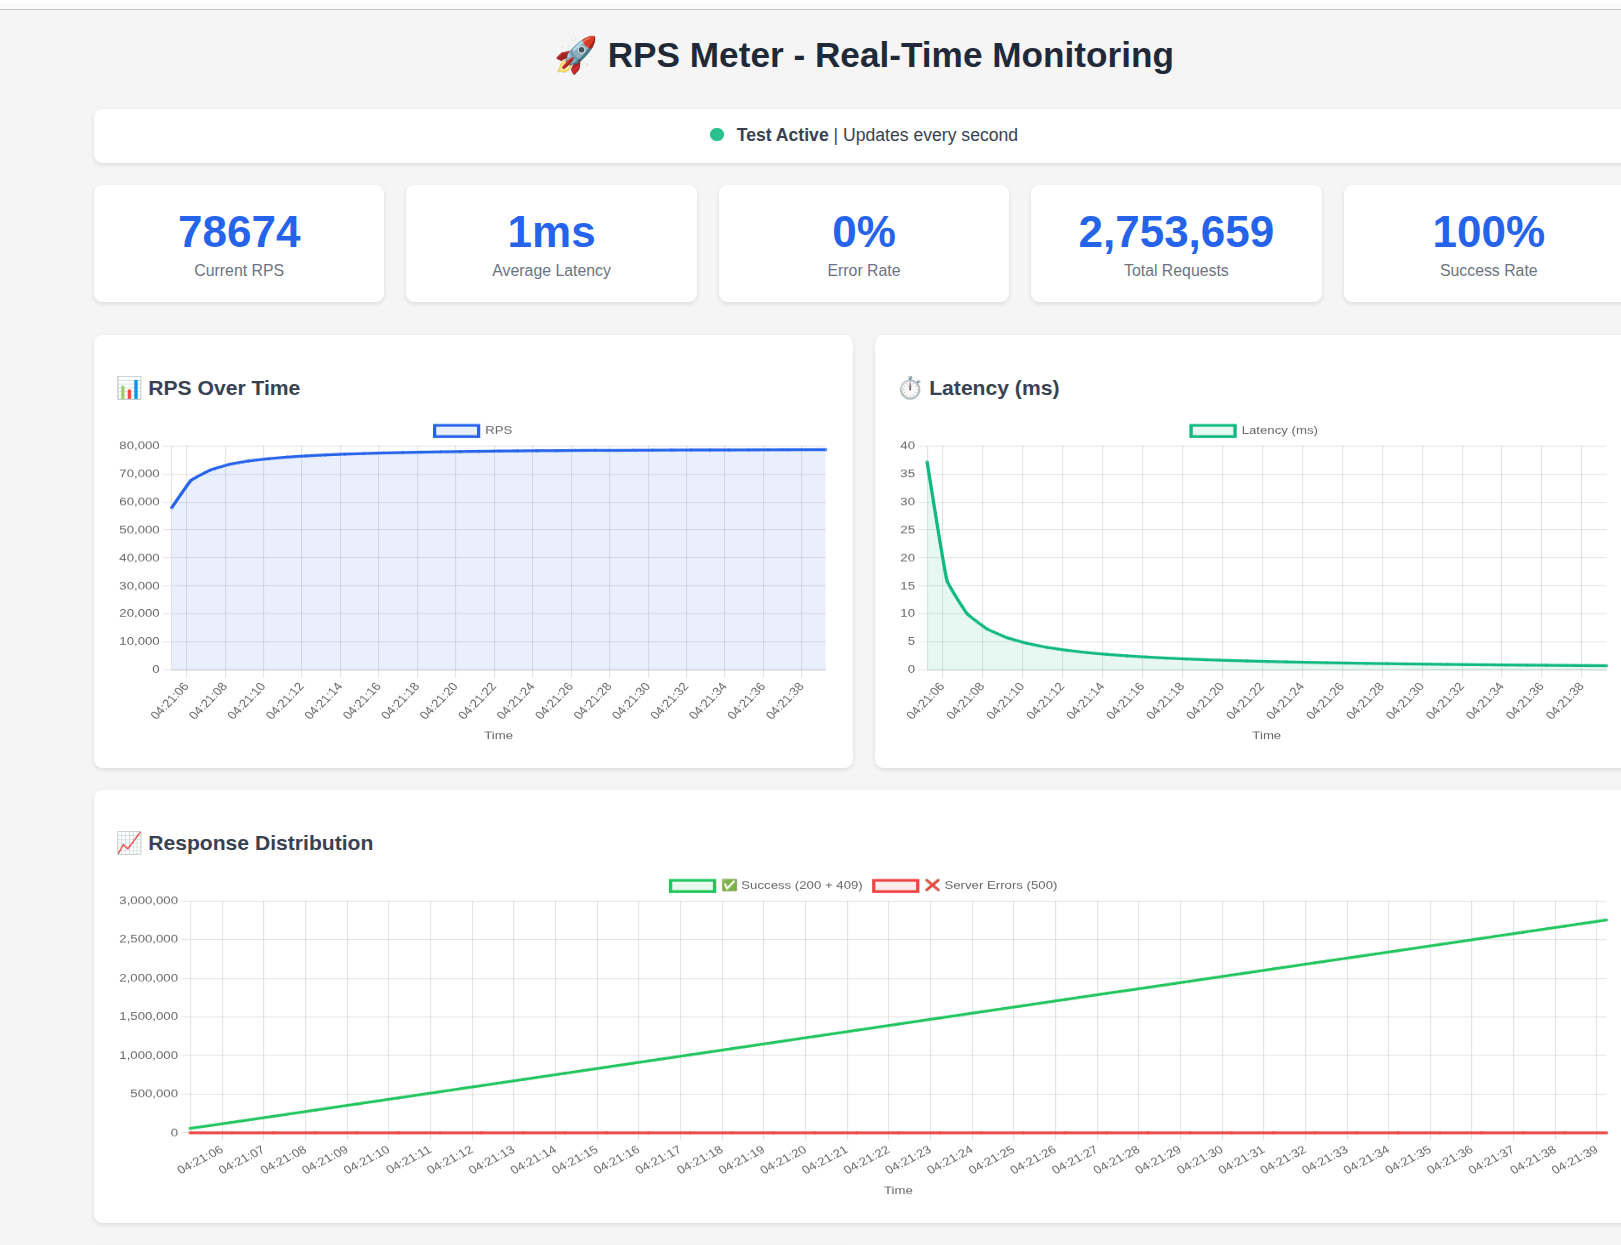 🚀 RPS Meter - Real-Time Monitoring
Test Active | Updates every second
78674
Current RPS
1ms
Average Latency
0%
Error Rate
2,753,659
Total Requests
100%
Success Rate
📊 RPS Over Time
RPS
80,000
70,000
60,000
50,000
40,000
30,000
20,000
10,000
0
04:21:06 04:21:08 04:21:10 04:21:12 04:21:14 04:21:16 04:21:18 04:21:20 04:21:22 04:21:24 04:21:26 04:21:28 04:21:30 04:21:32 04:21:34 04:21:36 04:21:38
Time
⏱️ Latency (ms)
Latency (ms)
40
35
30
25
20
15
10
5
0
04:21:06 04:21:08 04:21:10 04:21:12 04:21:14 04:21:16 04:21:18 04:21:20 04:21:22 04:21:24 04:21:26 04:21:28 04:21:30 04:21:32 04:21:34 04:21:36 04:21:38
Time
📈 Response Distribution
✅ Success (200 + 409) ❌ Server Errors (500)
3,000,000
2,500,000
2,000,000
1,500,000
1,000,000
500,000
0
04:21:06 04:21:07 04:21:08 04:21:09 04:21:10 04:21:11 04:21:12 04:21:13 04:21:14 04:21:15 04:21:16 04:21:17 04:21:18 04:21:19 04:21:20 04:21:21 04:21:22 04:21:23 04:21:24 04:21:25 04:21:26 04:21:27 04:21:28 04:21:29 04:21:30 04:21:31 04:21:32 04:21:33 04:21:34 04:21:35 04:21:36 04:21:37 04:21:38 04:21:39
Time